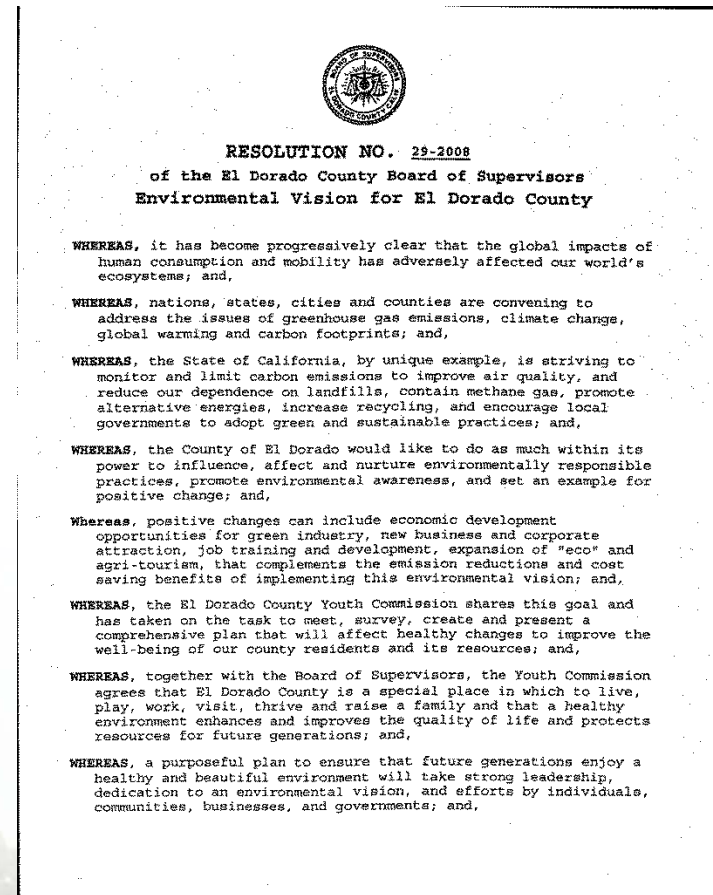 BOARD OF SUPERVISORS
EL DORADO COUNTY CALIF
RESOLUTION NO. 29-2008
of the El Dorado County Board of Supervisors
Environmental Vision for El Dorado County
WHEREAS, it has become progressively clear that the global impacts of
human consumption and mobility has adversely affected our world's
ecosystems; and,
WHEREAS, nations, states, cities and counties are convening to
address the issues of greenhouse gas emissions, climate change,
global warming and carbon footprints; and,
WHEREAS, the State of California, by unique example, is striving to
monitor and limit carbon emissions to improve air quality, and
reduce our dependence on landfills, contain methane gas, promote
alternative energies, increase recycling, and encourage local
governments to adopt green and sustainable practices; and,
WHEREAS, the County of El Dorado would like to do as much within its
power to influence, affect and nurture environmentally responsible
practices, promote environmental awareness, and set an example for
positive change; and,
Whereas, positive changes can include economic development
opportunities for green industry, new business and corporate
attraction, job training and development, expansion of "eco" and
agri-tourism, that complements the emission reductions and cost
saving benefits of implementing this environmental vision; and,
WHEREAS, the El Dorado County Youth Commission shares this goal and
has taken on the task to meet, survey, create and present a
comprehensive plan that will affect healthy changes to improve the
well-being of our county residents and its resources; and,
WHEREAS, together with the Board of Supervisors, the Youth Commission
agrees that El Dorado County is a special place in which to live,
play, work, visit, thrive and raise a family and that a healthy
environment enhances and improves the quality of life and protects
resources for future generations; and,
WHEREAS, a purposeful plan to ensure that future generations enjoy a
healthy and beautiful environment will take strong leadership,
dedication to an environmental vision, and efforts by individuals,
communities, businesses, and governments; and,